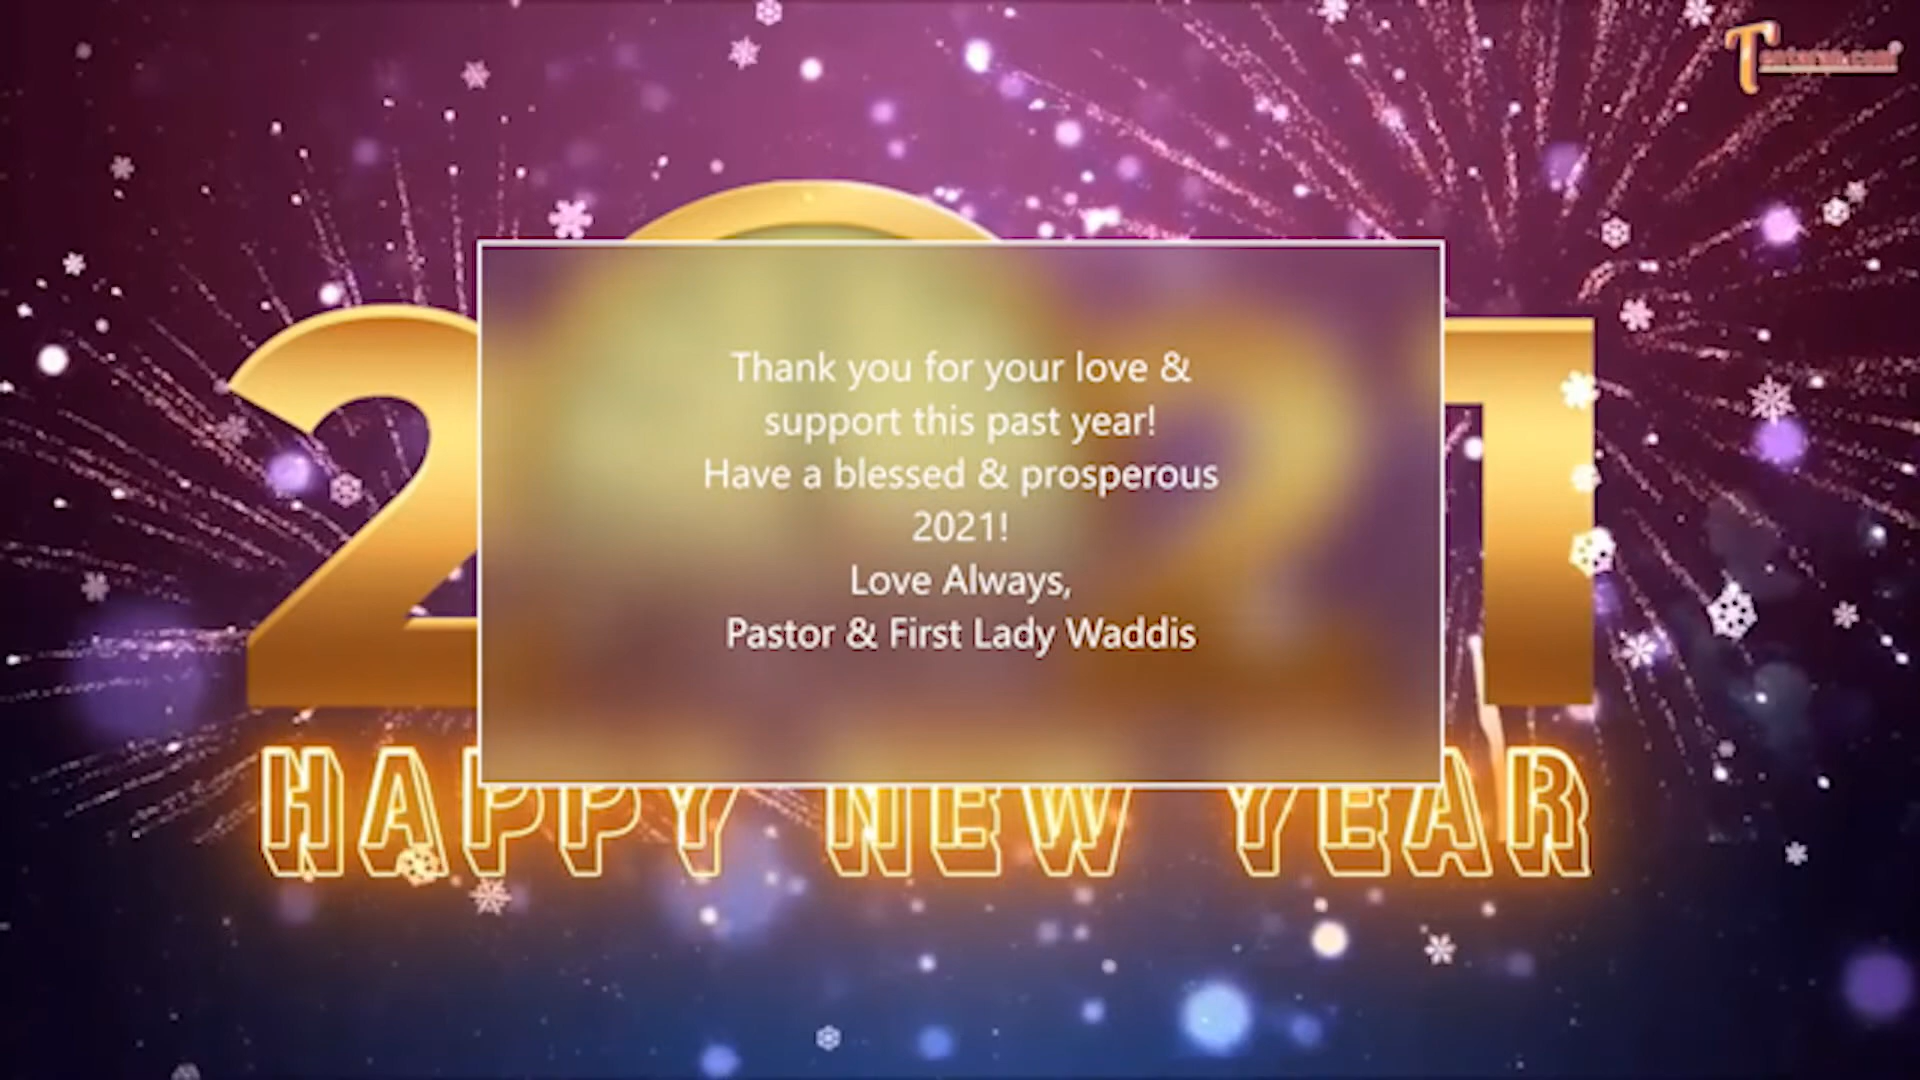 Thank you for your love &
support this past year!
Have a blessed & prosperous
2021!
Love Always,
Pastor & First Lady Waddis
HAPPY NEW YEAR